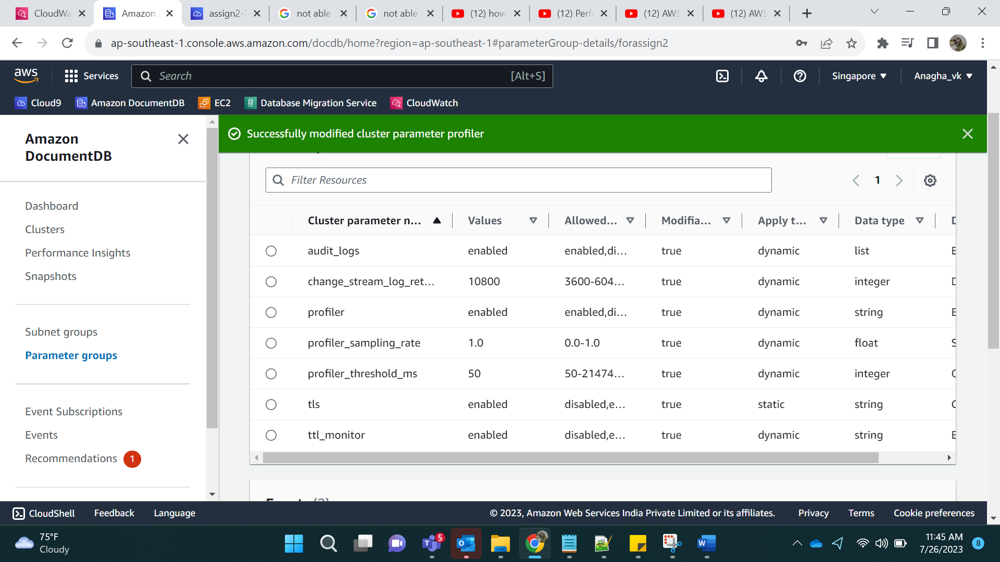 CloudWa
Amazon
assign2-2
not able
not able
(12) how
(12) Perfo
(12) AWS
(12) AWS
ap-southeast-1.console.aws.amazon.com/docdb/home?region=ap-southeast-1#parameterGroup-details/forassign2
aws
Services
Search
[Alt+S]
Singapore
Anagha_vk
Cloud9
Amazon DocumentDB
EC2
Database Migration Service
CloudWatch
Amazon
DocumentDB
Dashboard
Clusters
Performance Insights
Snapshots
Subnet groups
Parameter groups
Event Subscriptions
Events
Recommendations 1
Successfully modified cluster parameter profiler
Filter Resources
1
Cluster parameter n... Values Allowed... Modifia... Apply t... Data type
audit_logs enabled enabled,di... true dynamic list
change_stream_log_ret... 10800 3600-604... true dynamic integer
profiler enabled enabled,di... true dynamic string
profiler_sampling_rate 1.0 0.0-1.0 true dynamic float
profiler_threshold_ms 50 50-21474... true dynamic integer
tls enabled disabled,e... true static string
ttl_monitor enabled disabled,e... true dynamic string
CloudShell
Feedback
Language
© 2023, Amazon Web Services India Private Limited or its affiliates.
Privacy
Terms
Cookie preferences
75°F
Cloudy
5
11:45 AM
7/26/2023
8